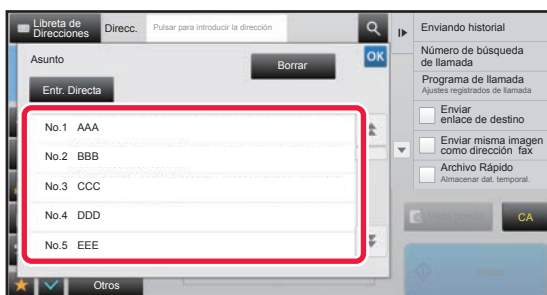 Libreta de
Direcciones
Direcc.
Pulsar para introducir la dirección
Asunto
Borrar
OK
Entr. Directa
No.1 AAA
No.2 BBB
No.3 CCC
No.4 DDD
No.5 EEE
Otros
Enviando historial
Número de búsqueda
de llamada
Programa de llamada
Ajustes registrados de llamada
Enviar
enlace de destino
Enviar misma imagen
como dirección fax
Archivo Rápido
Almacenar dat. temporal.
CA